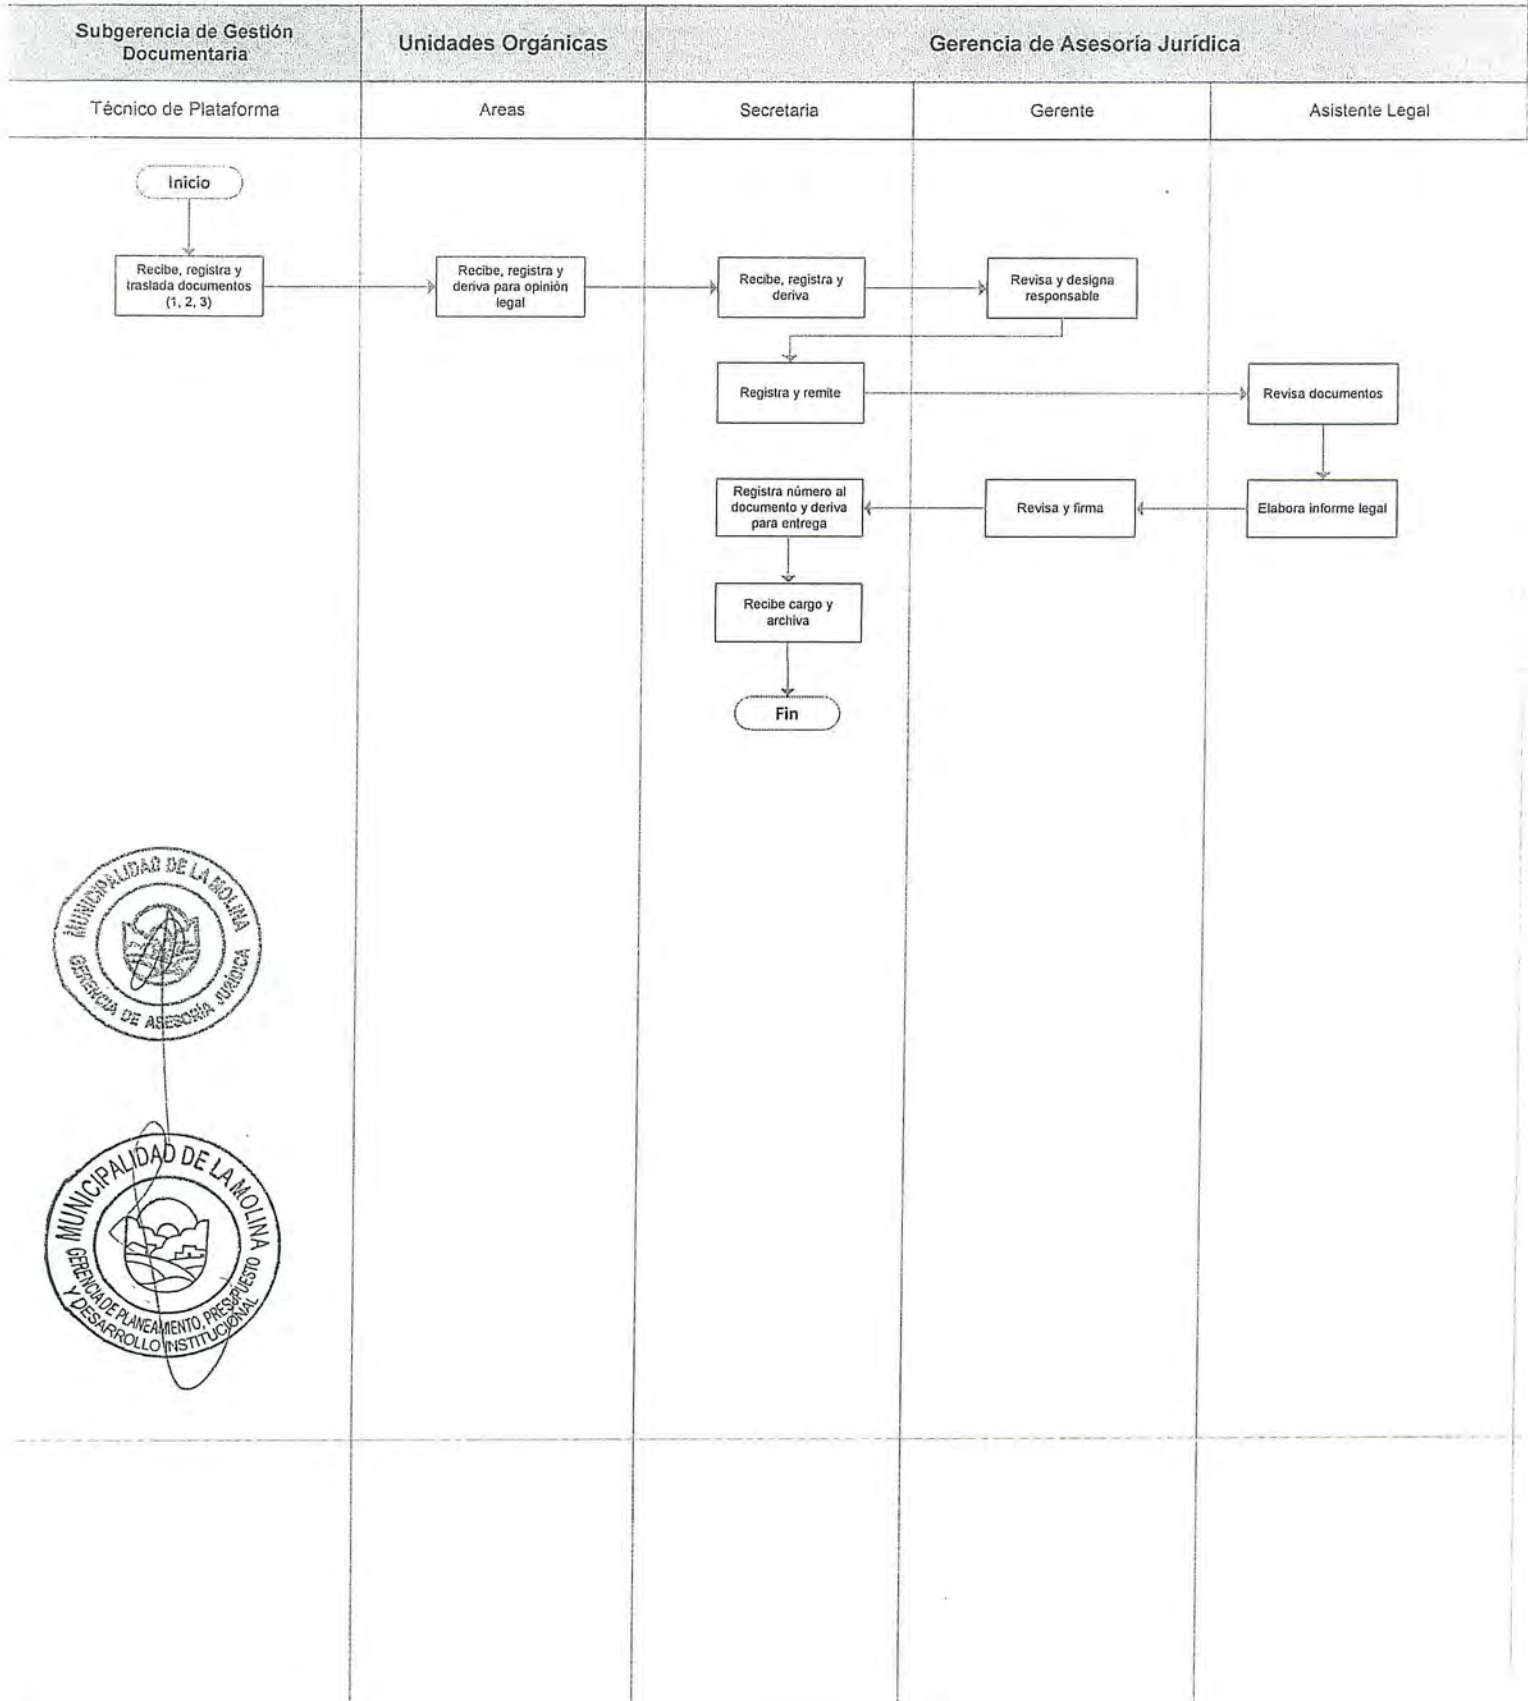 Subgerencia de Gestión
Documentaria
Unidades Orgánicas
Gerencia de Asesoría Jurídica
Técnico de Plataforma
Areas
Secretaria
Gerente
Asistente Legal
Inicio
Recibe, registra y
traslada documentos
(1, 2, 3)
Recibe, registra y
deriva para opinión
legal
Recibe, registra y
deriva
Revisa y designa
responsable
Registra y remite
Revisa documentos
Elabora informe legal
Revisa y firma
Registra número al
documento y deriva
para entrega
Recibe cargo y
archiva
Fin
MUNICIPALIDAD DE LA MOLINA
GERENCIA DE ASESORÍA JURÍDICA
MUNICIPALIDAD DE LA MOLINA
GERENCIA DE PLANEAMIENTO, PRESUPUESTO
Y DESARROLLO INSTITUCIONAL